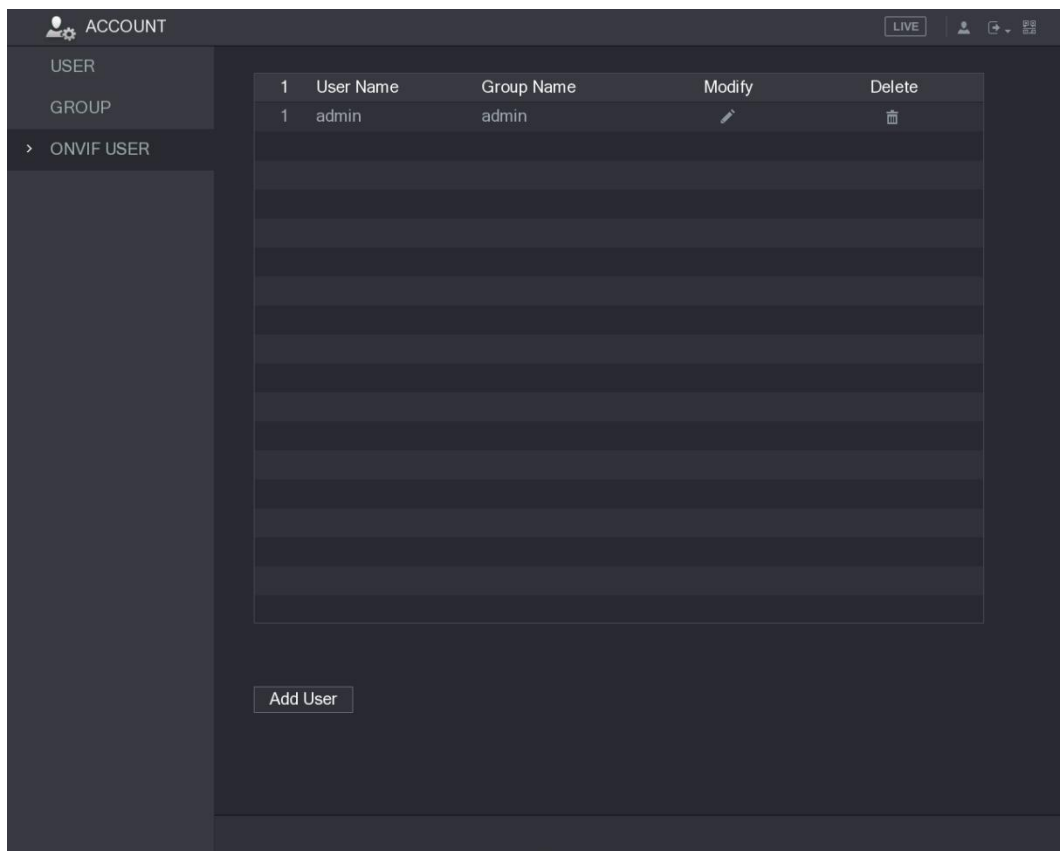 ACCOUNT LIVE
USER
GROUP
ONVIF USER
1 User Name Group Name Modify Delete
1 admin admin
Add User